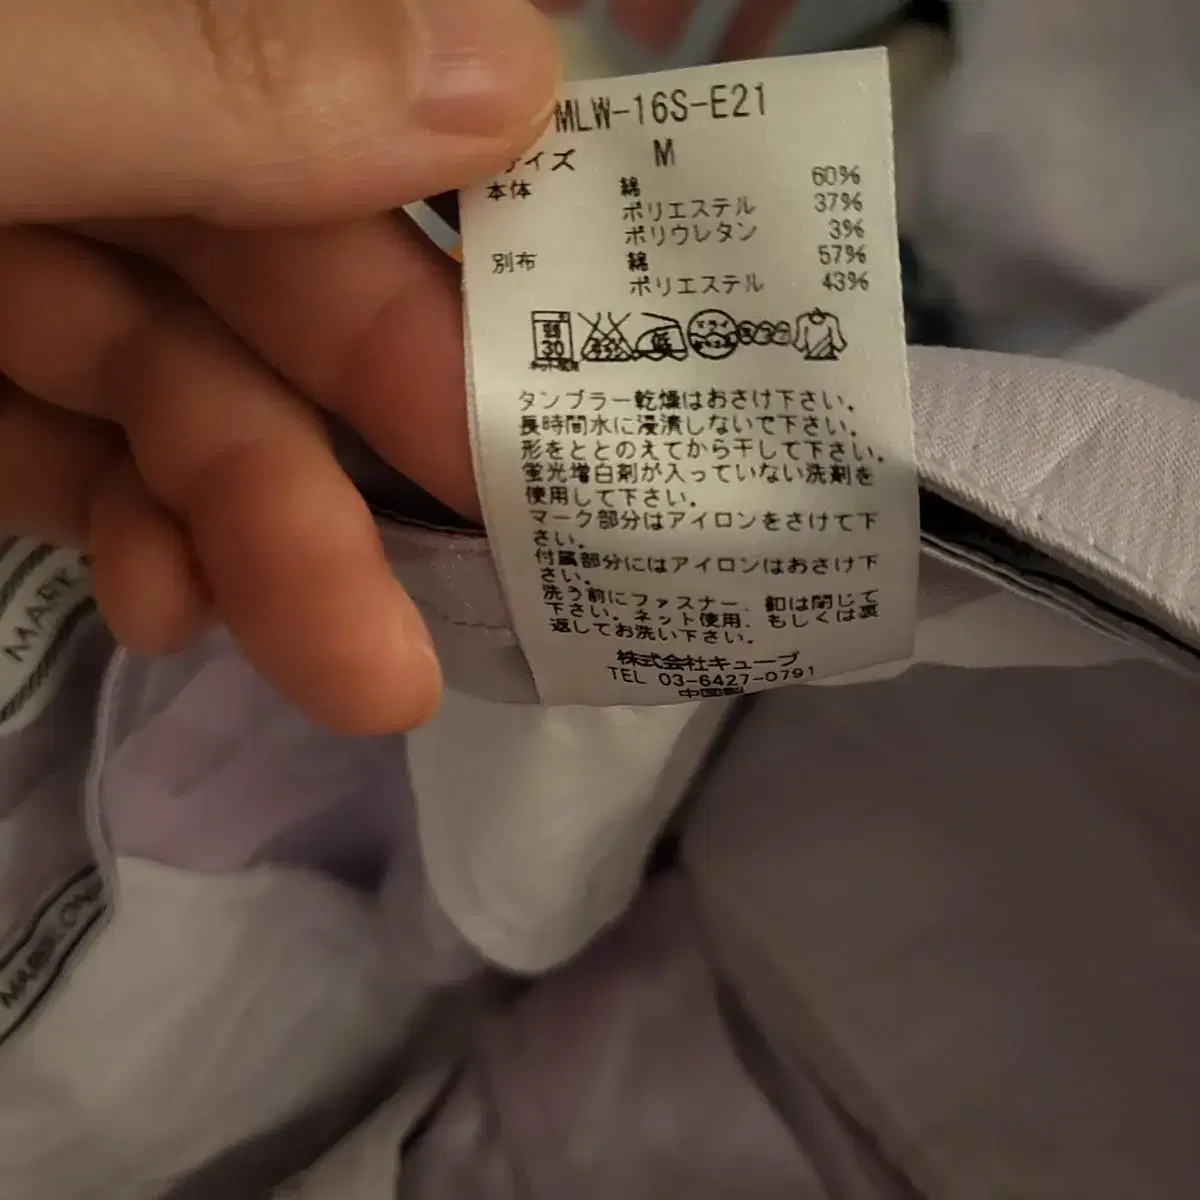 MLW-16S-E21
サイズ M
本体 綿 60%
ポリエステル 37%
ポリウレタン 3%
別布 綿 57%
ポリエステル 43%
30
低
タンブラー乾燥はおさけ下さい。
長時間水に浸漬しないで下さい。
形をととのえてから干して下さい。
蛍光増白剤が入っていない洗剤を
使用して下さい。
マーク部分はアイロンをさけて下
さい。
付属部分にはアイロンはおさけ下
さい。
洗う前にファスナー、釦は閉じて
下さい。ネット使用、もしくは裏
返してお洗い下さい。
株式会社キューブ
TEL 03-6427-0791
中国製
MARK
MARK